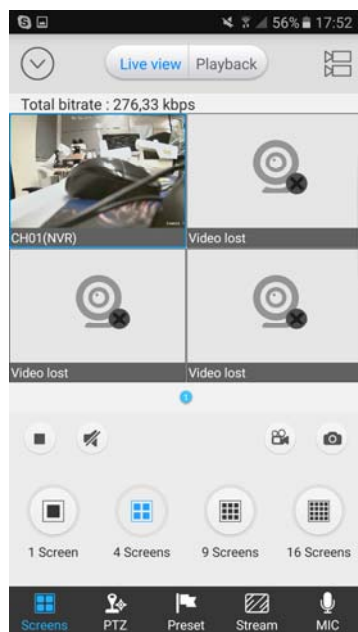 56% 17:52
Live view Playback
Total bitrate : 276,33 kbps
CH01(NVR) Video lost
Video lost Video lost
1
1 Screen 4 Screens 9 Screens 16 Screens
Screens PTZ Preset Stream MIC